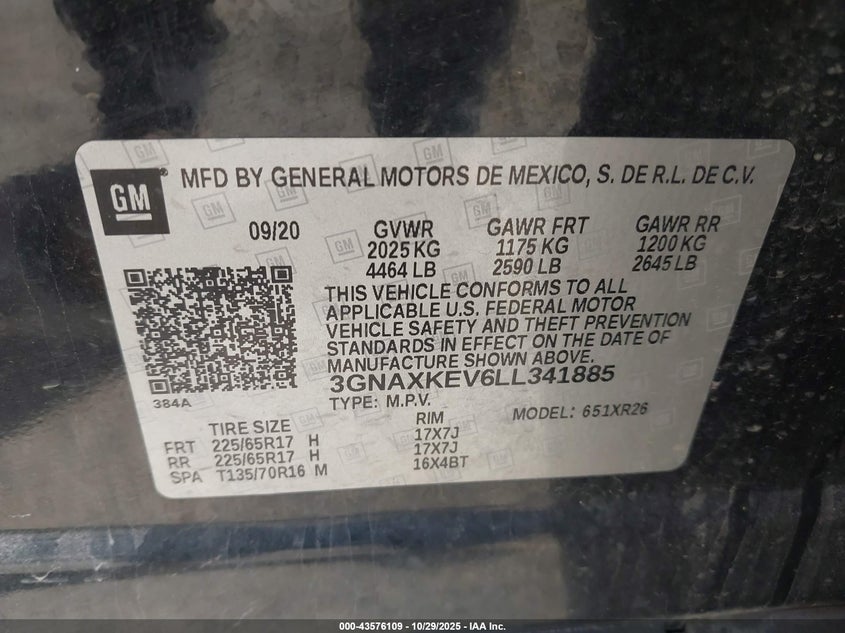 GM
MFD BY GENERAL MOTORS DE MEXICO, S. DE R.L. DE C.V.
09/20 GVWR GAWR FRT GAWR RR
2025 KG 1175 KG 1200 KG
4464 LB 2590 LB 2645 LB
THIS VEHICLE CONFORMS TO ALL
APPLICABLE U.S. FEDERAL MOTOR
VEHICLE SAFETY AND THEFT PREVENTION
STANDARDS IN EFFECT ON THE DATE OF
MANUFACTURE SHOWN ABOVE.
3GNAXKEV6LL341885
384A
TYPE: M.P.V. MODEL: 651XR26
TIRE SIZE RIM
FRT 225/65R17 H 17X7J
RR 225/65R17 H 17X7J
SPA T135/70R16 M 16X4BT
000-43576109 - 10/29/2025 - IAA Inc.